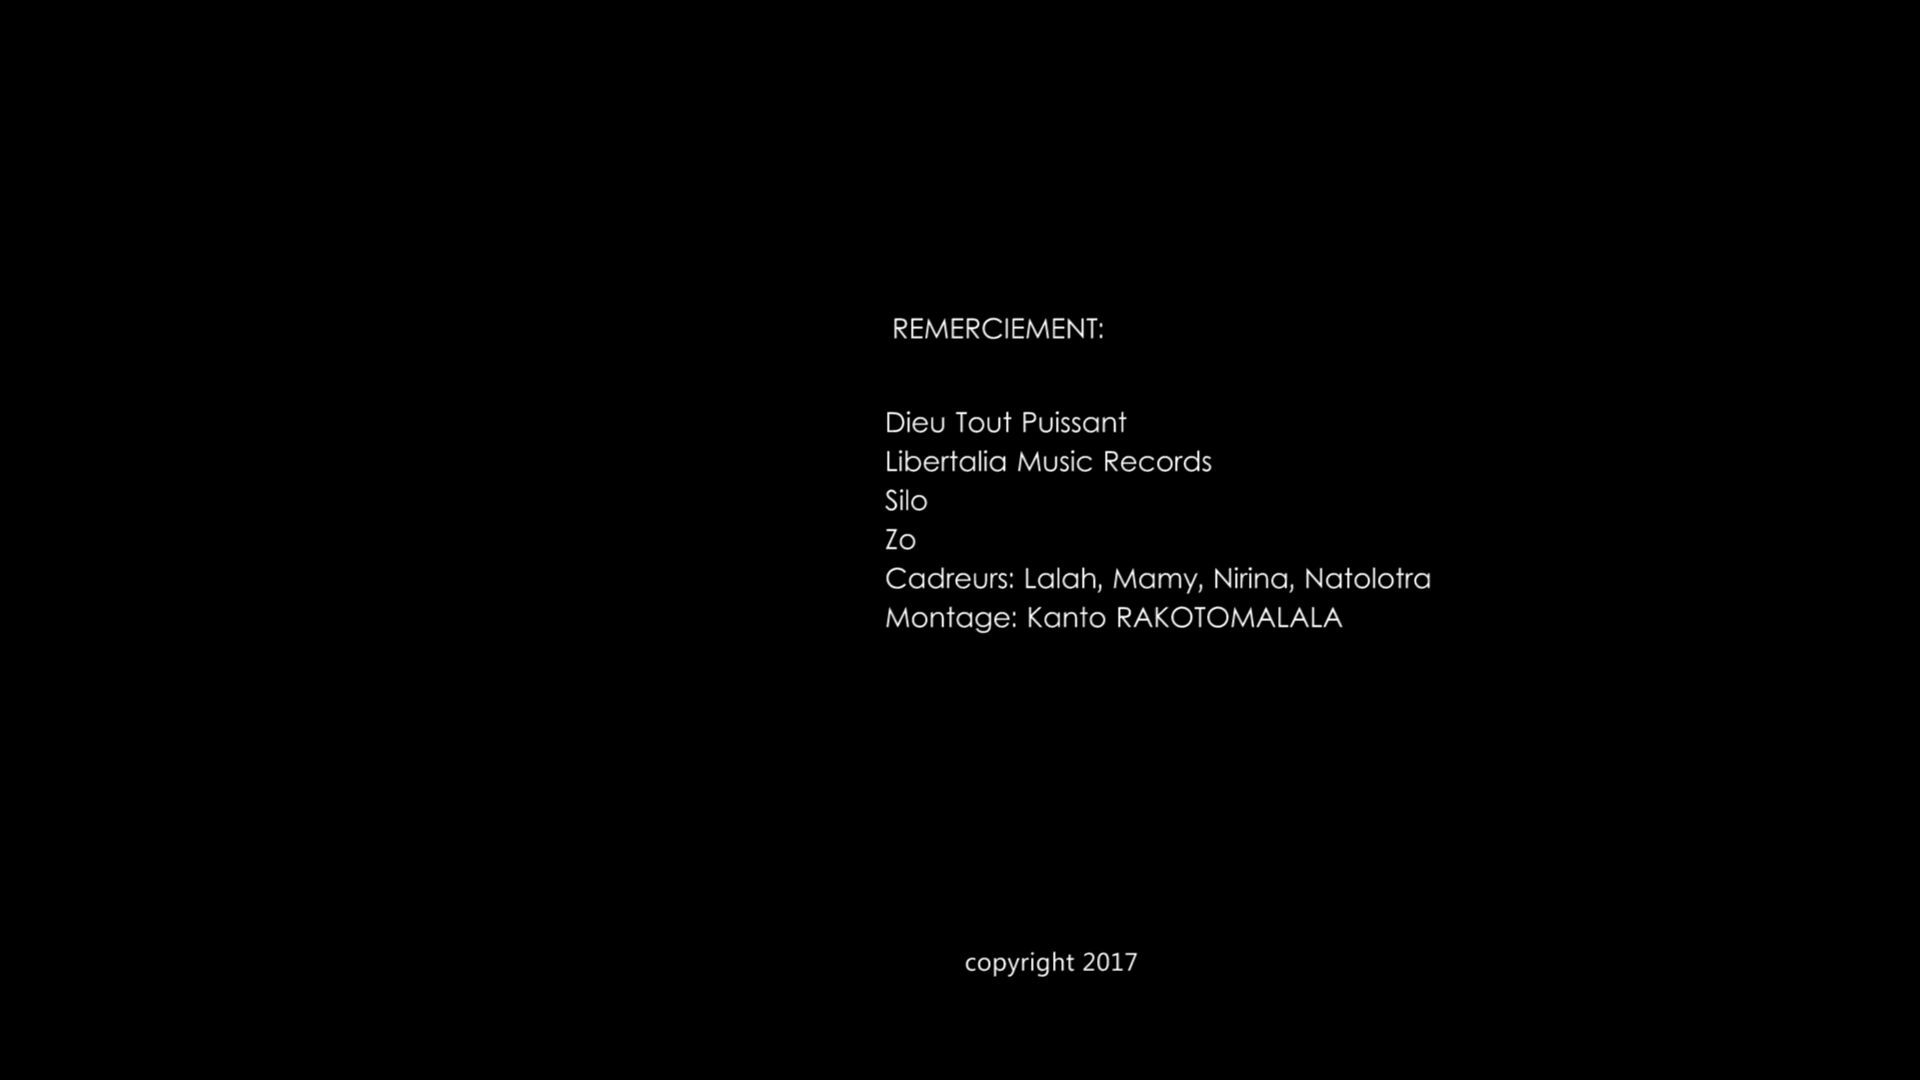 REMERCIEMENT:
Dieu Tout Puissant
Libertalia Music Records
Silo
Zo
Cadreurs: Lalah, Mamy, Nirina, Natolotra
Montage: Kanto RAKOTOMALALA
copyright 2017